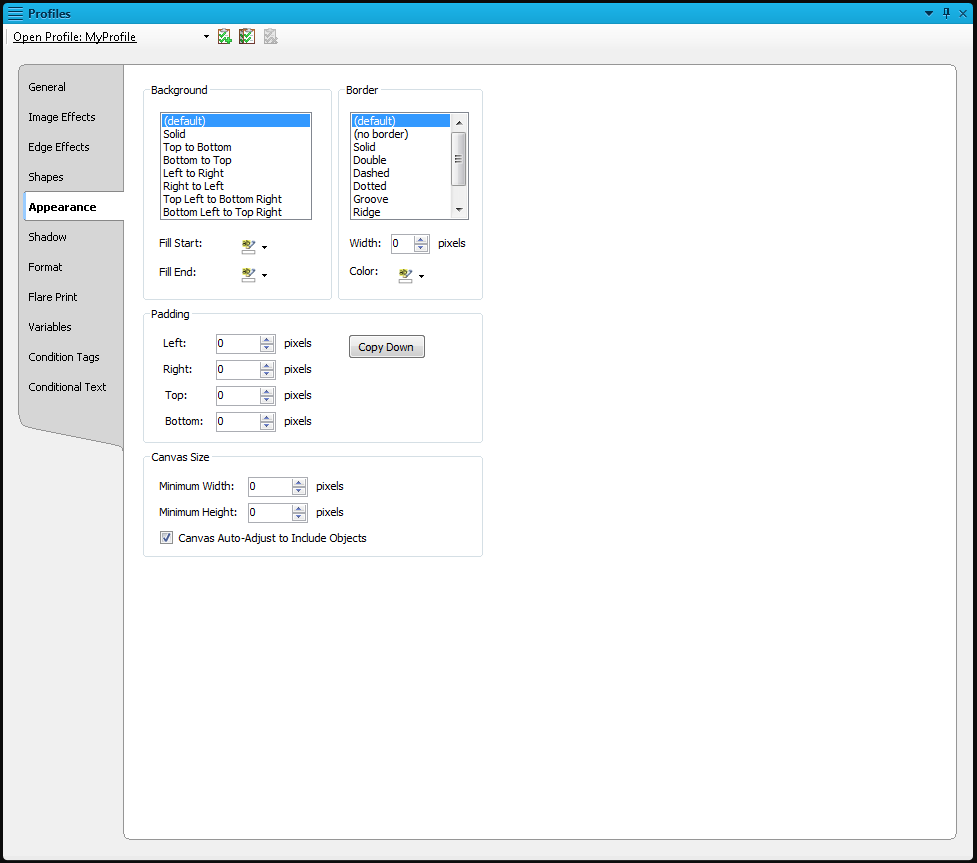 Profiles
Open Profile: MyProfile
General
Image Effects
Edge Effects
Shapes
Appearance
Shadow
Format
Flare Print
Variables
Condition Tags
Conditional Text
Background
(default)
Solid
Top to Bottom
Bottom to Top
Left to Right
Right to Left
Top Left to Bottom Right
Bottom Left to Top Right
Fill Start:
Fill End:
Border
(default)
(no border)
Solid
Double
Dashed
Dotted
Groove
Ridge
Width: 0 pixels
Color:
Padding
Left: 0 pixels
Copy Down
Right: 0 pixels
Top: 0 pixels
Bottom: 0 pixels
Canvas Size
Minimum Width: 0 pixels
Minimum Height: 0 pixels
Canvas Auto-Adjust to Include Objects